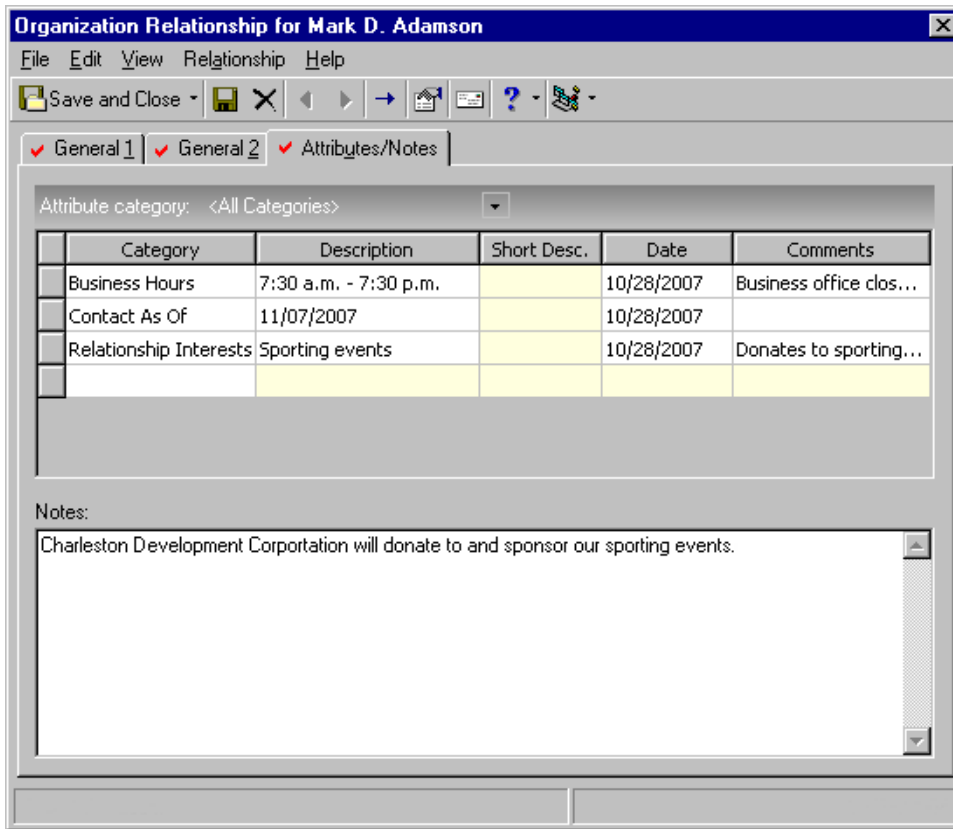 Organization Relationship for Mark D. Adamson
File Edit View Relationship Help
Save and Close
General 1 General 2 Attributes/Notes
Attribute category: <All Categories>
Category Description Short Desc. Date Comments
Business Hours 7:30 a.m. - 7:30 p.m. 10/28/2007 Business office clos...
Contact As Of 11/07/2007 10/28/2007
Relationship Interests Sporting events 10/28/2007 Donates to sporting...
Notes:
Charleston Development Corportation will donate to and sponsor our sporting events.